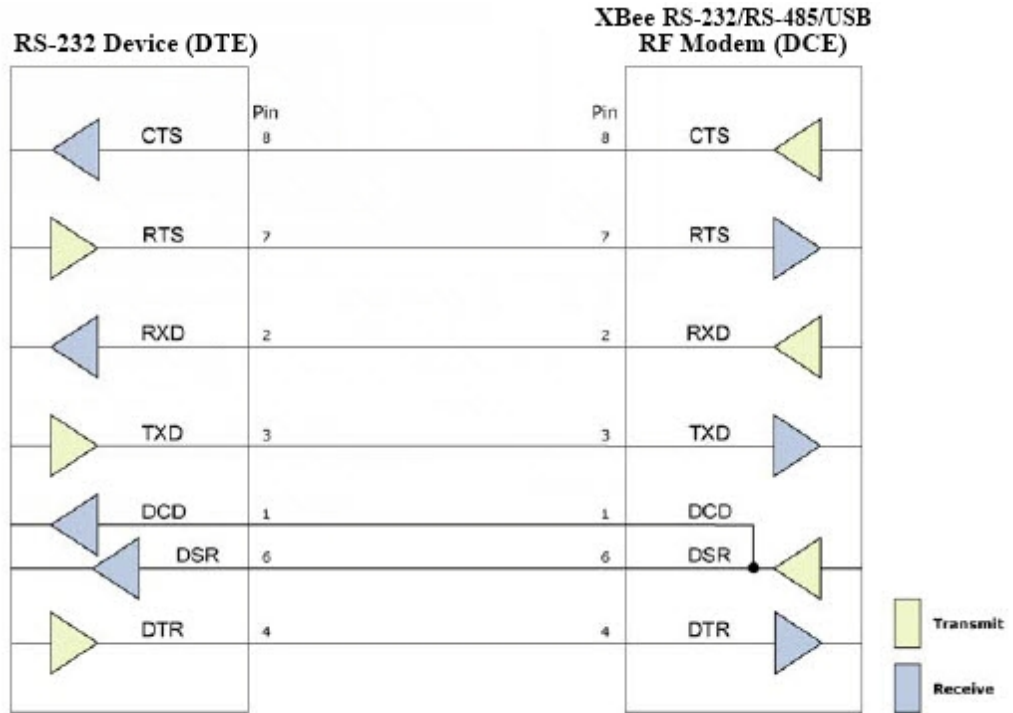 XBee RS-232/RS-485/USB
RS-232 Device (DTE)
RF Modem (DCE)
Pin
Pin
CTS
8
8
CTS
RTS
7
7
RTS
RXD
2
2
RXD
TXD
3
3
TXD
DCD
1
1
DCD
DSR
6
6
DSR
DTR
4
4
DTR
Transmit
Receive